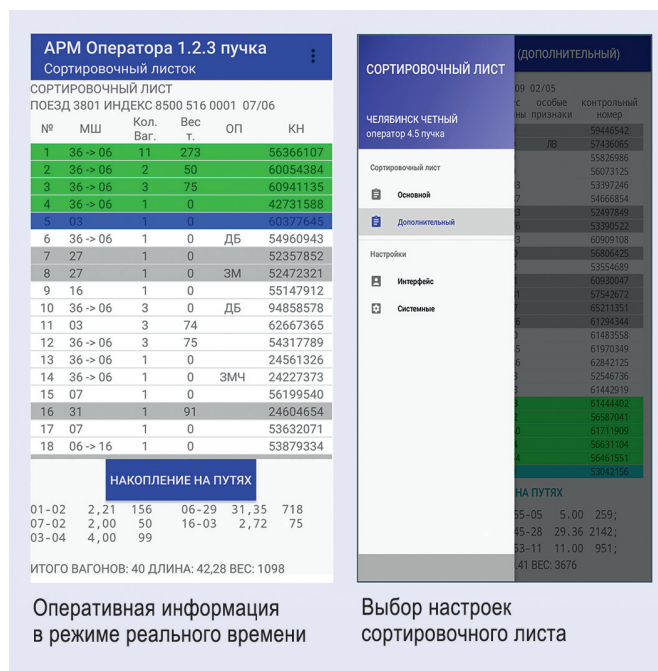 АРМ Оператора 1.2.3 пучка
Сортировочный листок
СОРТИРОВОЧНЫЙ ЛИСТ
ПОЕЗД 3801 ИНДЕКС 8500 516 0001 07/06
№ МШ Кол. Ваг. Вес т. ОП КН
1 36 -> 06 11 273 56366107
2 36 -> 06 2 50 60054384
3 36 -> 06 3 75 60941135
4 36 -> 06 1 0 42731588
5 03 1 0 60377645
6 36 -> 06 1 0 ДБ 54960943
7 27 1 0 52357852
8 27 1 0 ЗМ 52472321
9 16 1 0 55147912
10 36 -> 06 3 0 ДБ 94858578
11 03 3 74 62667365
12 36 -> 06 3 75 54317789
13 36 -> 06 1 0 24561326
14 36 -> 06 1 0 ЗМЧ 24227373
15 07 1 0 56199540
16 31 1 91 24604654
17 07 1 0 53632071
18 06 -> 16 1 0 53879334
НАКОПЛЕНИЕ НА ПУТЯХ
01-02 2,21 156 06-29 31,35 718
07-02 2,00 50 16-03 2,72 75
03-04 4,00 99
ИТОГО ВАГОНОВ: 40 ДЛИНА: 42,28 ВЕС: 1098
Оперативная информация
в режиме реального времени
СОРТИРОВОЧНЫЙ ЛИСТ
ЧЕЛЯБИНСК ЧЕТНЫЙ
оператор 4.5 пучка
Сортировочный лист
Основной
Дополнительный
Настройки
Интерфейс
Системные
(ДОПОЛНИТЕЛЬНЫЙ)
09 02/05
особые контрольный
признаки номер
59446542
ЛВ 57436065
55826986
56073125
53397246
54666854
52497849
53390522
60909108
56806425
53554689
60930047
57542672
65211351
61294344
61483558
61970349
62842125
52546736
61442919
61444402
56587041
61711909
56631104
56461551
53042156
НА ПУТЯХ
55-05 5.00 259;
45-28 29.36 2142;
53-11 11.00 951;
.41 ВЕС: 3676
Выбор настроек
сортировочного листа